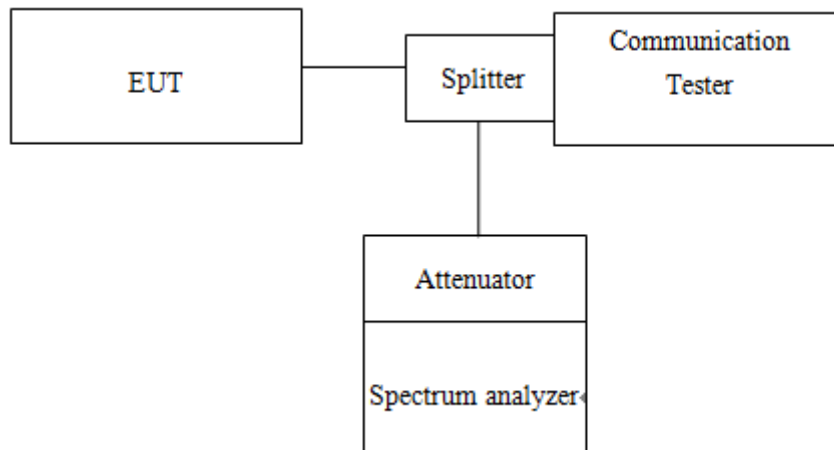 EUT
Splitter
Communication
Tester
Attenuator
Spectrum analyzer